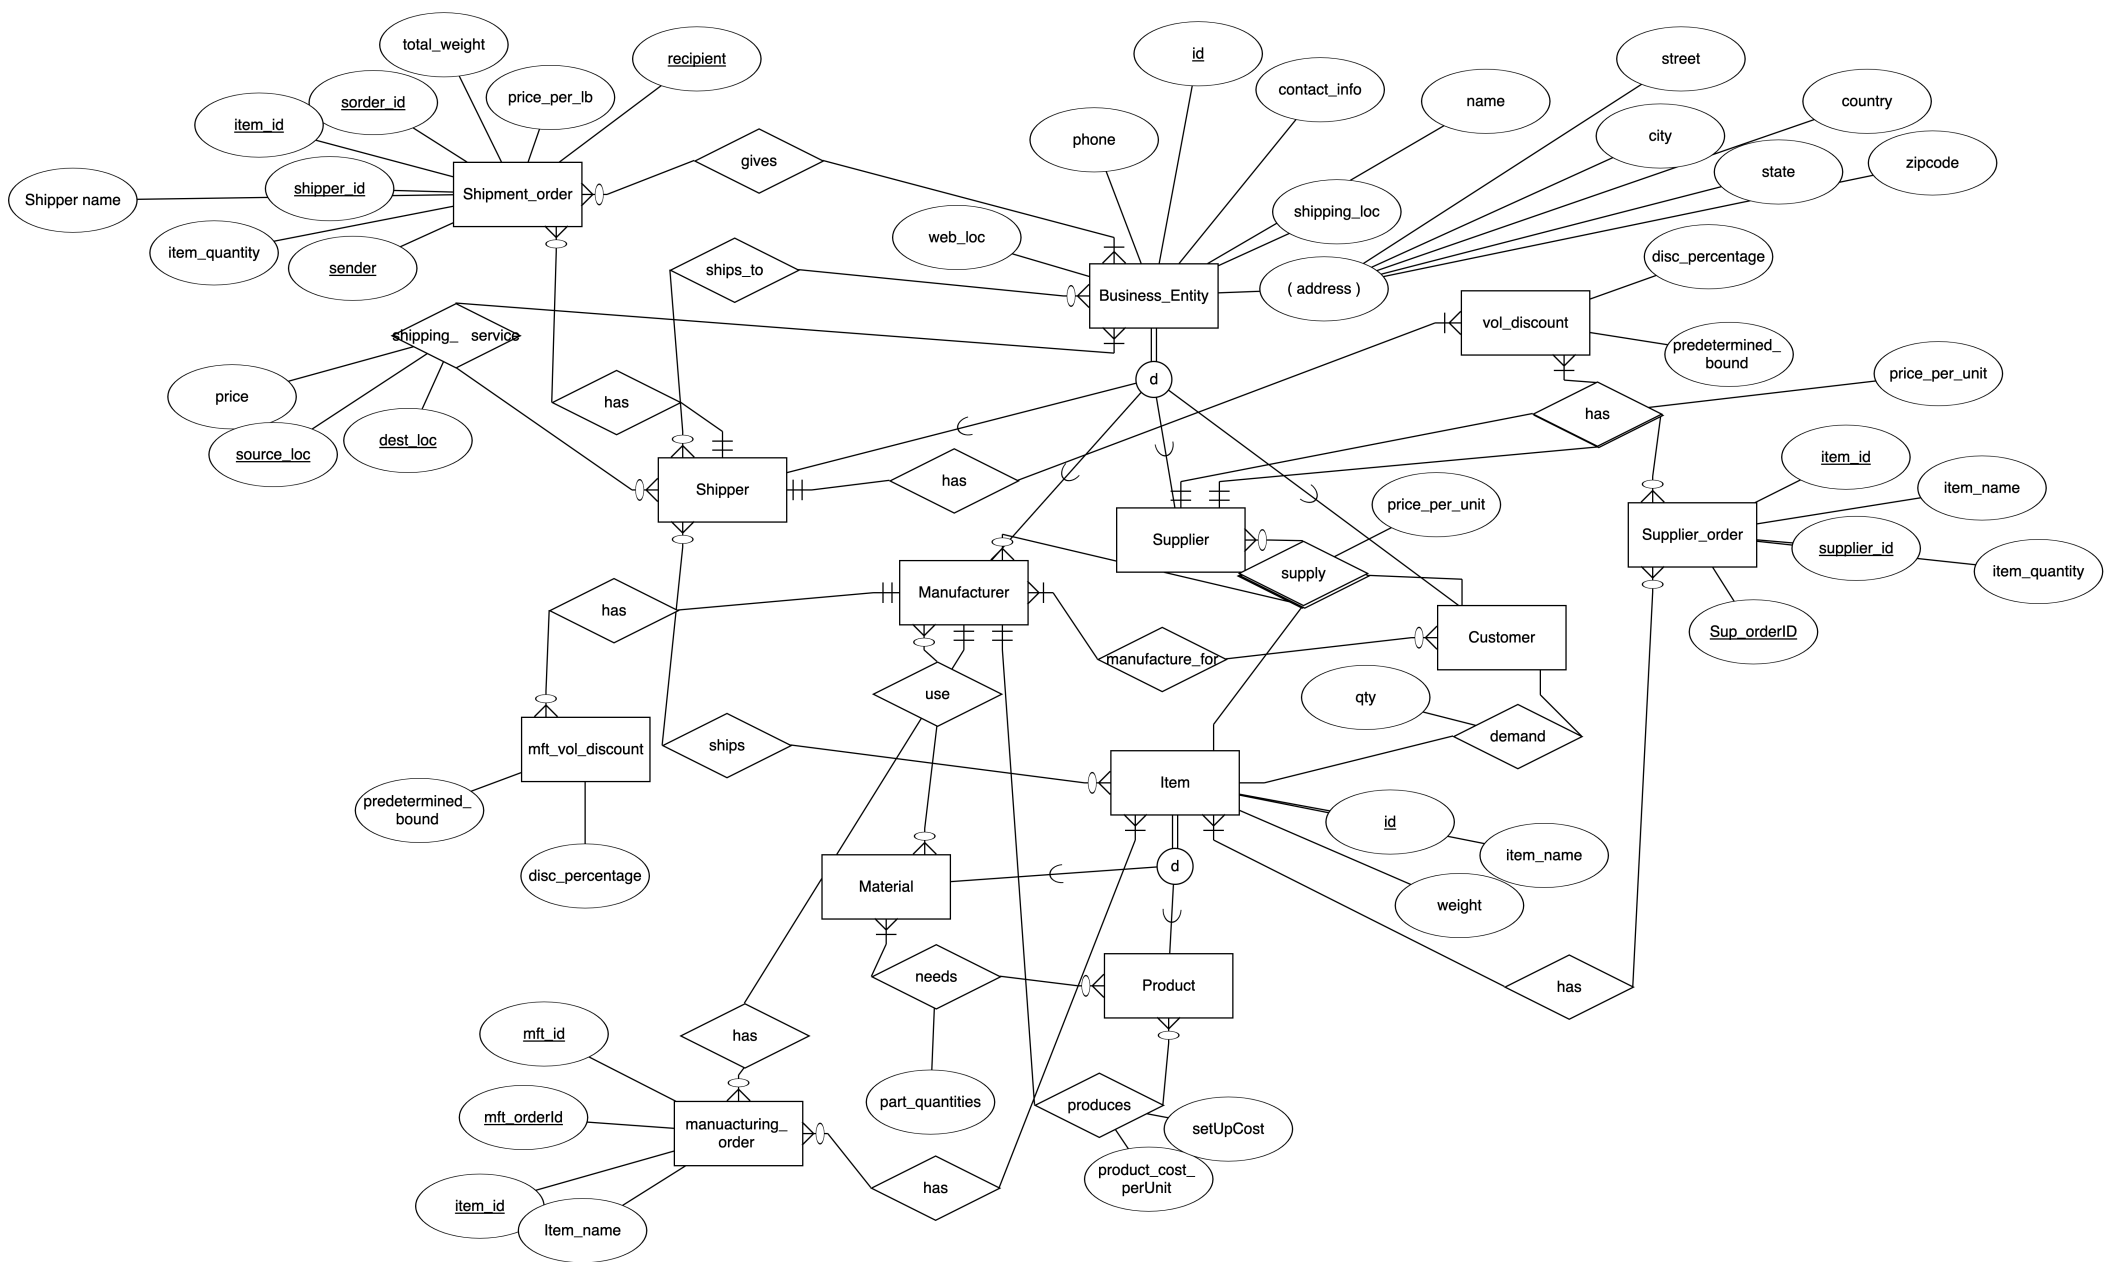 total_weight
recipient
sorder_id
price_per_lb
item_id
Shipper name
shipper_id
Shipment_order
item_quantity
sender
gives
id
contact_info
name
street
country
phone
city
state
zipcode
shipping_loc
web_loc
ships_to
Business_Entity
( address )
disc_percentage
vol_discount
predetermined_
bound
price_per_unit
shipping_ service
price
source_loc
dest_loc
has
d
has
Shipper
has
item_id
item_name
price_per_unit
Supplier
Supplier_order
supplier_id
item_quantity
supply
Sup_orderID
has
Manufacturer
manufacture_for
Customer
use
qty
demand
mft_vol_discount
ships
Item
predetermined_
bound
disc_percentage
id
item_name
weight
Material
d
needs
Product
has
mft_id
has
part_quantities
mft_orderId
manuacturing_
order
produces
setUpCost
product_cost_
perUnit
item_id
Item_name
has